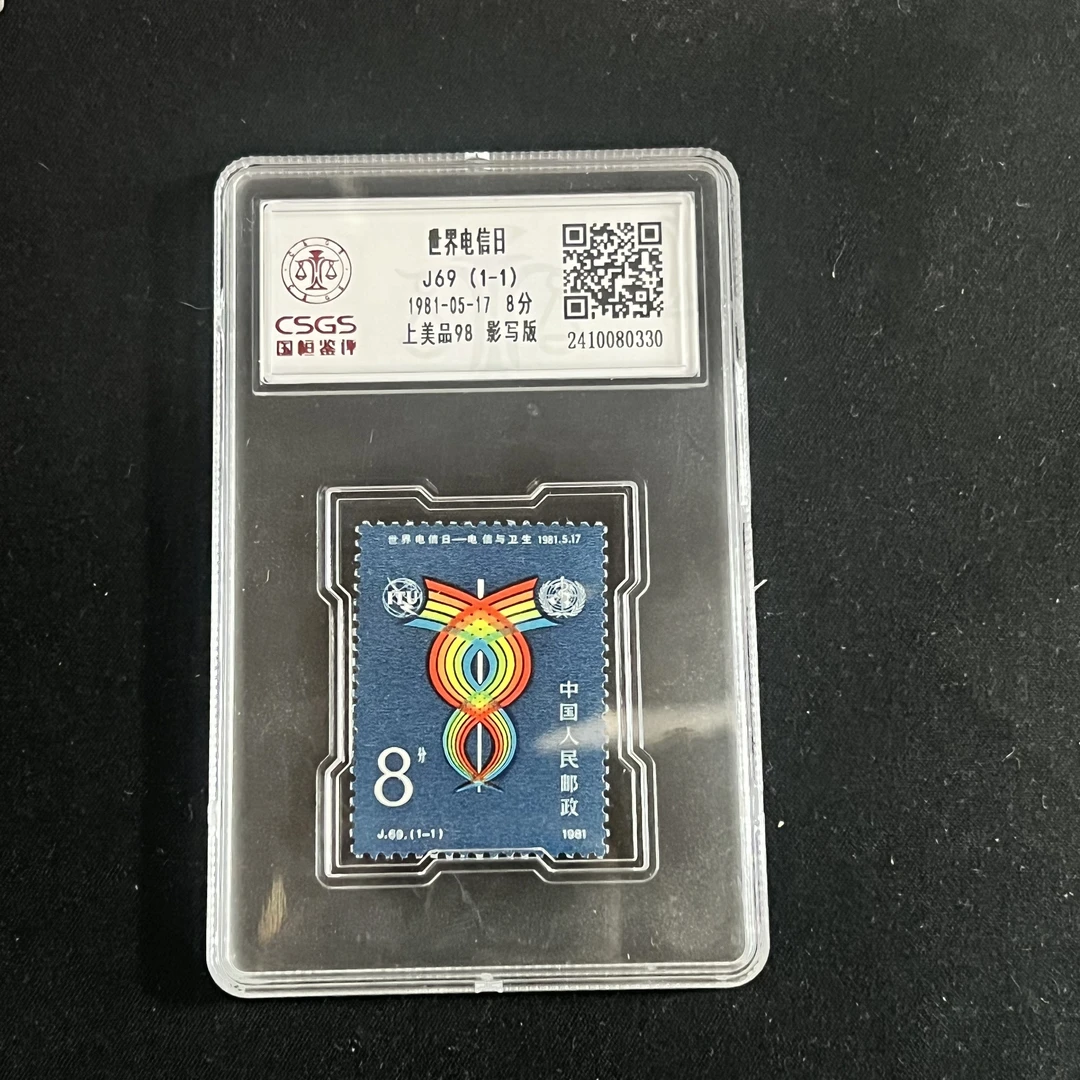 世界电信日
J69 (1-1)
1981-05-17 8分
上美品98 影写版
CSGS
国恒鉴评
2410080330
世界电信日—电信与卫生 1981.5.17
ITU
中国人民邮政
8分
J.69.(1-1)
1981